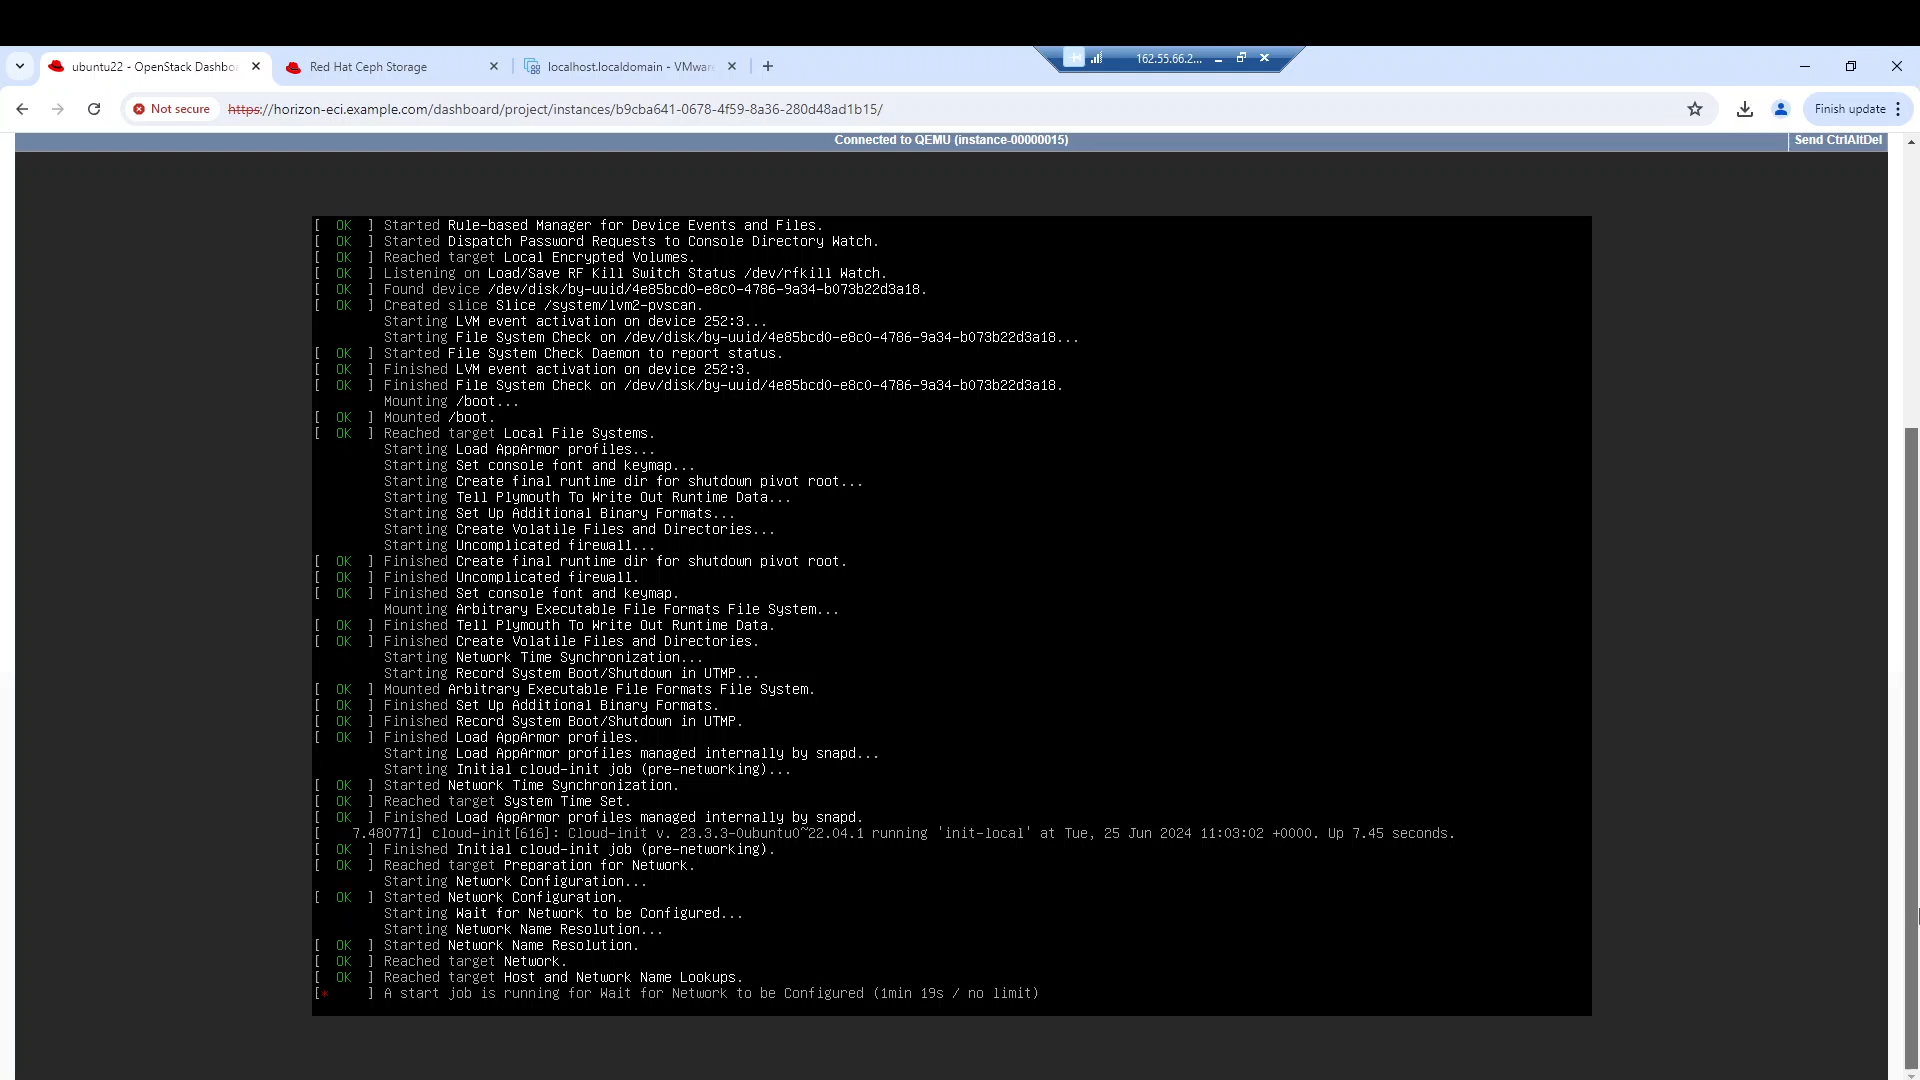 ubuntu22 - OpenStack Dashbo
Red Hat Ceph Storage
localhost.localdomain - VMwar
162.55.66.2...
Not secure
https://horizon-eci.example.com/dashboard/project/instances/b9cba641-0678-4f59-8a36-280d48ad1b15/
Finish update
Connected to QEMU (instance-00000015)
Send CtrlAltDel
[  OK  ] Started Rule-based Manager for Device Events and Files.
[  OK  ] Started Dispatch Password Requests to Console Directory Watch.
[  OK  ] Reached target Local Encrypted Volumes.
[  OK  ] Listening on Load/Save RF Kill Switch Status /dev/rfkill Watch.
[  OK  ] Found device /dev/disk/by-uuid/4e85bcd0-e8c0-4786-9a34-b073b22d3a18.
[  OK  ] Created slice Slice /system/lvm2-pvscan.
Starting LVM event activation on device 252:3...
Starting File System Check on /dev/disk/by-uuid/4e85bcd0-e8c0-4786-9a34-b073b22d3a18...
[  OK  ] Started File System Check Daemon to report status.
[  OK  ] Finished LVM event activation on device 252:3.
[  OK  ] Finished File System Check on /dev/disk/by-uuid/4e85bcd0-e8c0-4786-9a34-b073b22d3a18.
Mounting /boot...
[  OK  ] Mounted /boot.
[  OK  ] Reached target Local File Systems.
Starting Load AppArmor profiles...
Starting Set console font and keymap...
Starting Create final runtime dir for shutdown pivot root...
Starting Tell Plymouth To Write Out Runtime Data...
Starting Set Up Additional Binary Formats...
Starting Create Volatile Files and Directories...
Starting Uncomplicated firewall...
[  OK  ] Finished Create final runtime dir for shutdown pivot root.
[  OK  ] Finished Uncomplicated firewall.
[  OK  ] Finished Set console font and keymap.
Mounting Arbitrary Executable File Formats File System...
[  OK  ] Finished Tell Plymouth To Write Out Runtime Data.
[  OK  ] Finished Create Volatile Files and Directories.
Starting Network Time Synchronization...
Starting Record System Boot/Shutdown in UTMP...
[  OK  ] Mounted Arbitrary Executable File Formats File System.
[  OK  ] Finished Set Up Additional Binary Formats.
[  OK  ] Finished Record System Boot/Shutdown in UTMP.
[  OK  ] Finished Load AppArmor profiles.
Starting Load AppArmor profiles managed internally by snapd...
Starting Initial cloud-init job (pre-networking)...
[  OK  ] Started Network Time Synchronization.
[  OK  ] Reached target System Time Set.
[  OK  ] Finished Load AppArmor profiles managed internally by snapd.
[    7.480771] cloud-init[616]: Cloud-init v. 23.3.3-0ubuntu0~22.04.1 running 'init-local' at Tue, 25 Jun 2024 11:03:02 +0000. Up 7.45 seconds.
[  OK  ] Finished Initial cloud-init job (pre-networking).
[  OK  ] Reached target Preparation for Network.
Starting Network Configuration...
[  OK  ] Started Network Configuration.
Starting Wait for Network to be Configured...
Starting Network Name Resolution...
[  OK  ] Started Network Name Resolution.
[  OK  ] Reached target Network.
[  OK  ] Reached target Host and Network Name Lookups.
[*     ] A start job is running for Wait for Network to be Configured (1min 19s / no limit)